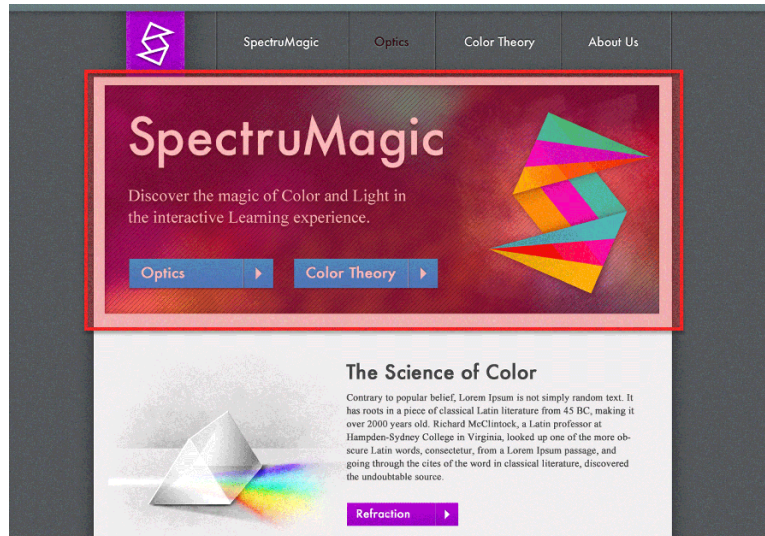 SpectruMagic
Optics
Color Theory
About Us
SpectruMagic
Discover the magic of Color and Light in
the interactive Learning experience.
Optics
Color Theory
The Science of Color
Contrary to popular belief, Lorem Ipsum is not simply random text. It
has roots in a piece of classical Latin literature from 45 BC, making it
over 2000 years old. Richard McClintock, a Latin professor at
Hampden-Sydney College in Virginia, looked up one of the more ob-
scure Latin words, consectetur, from a Lorem Ipsum passage, and
going through the cites of the word in classical literature, discovered
the undoubtable source.
Refraction